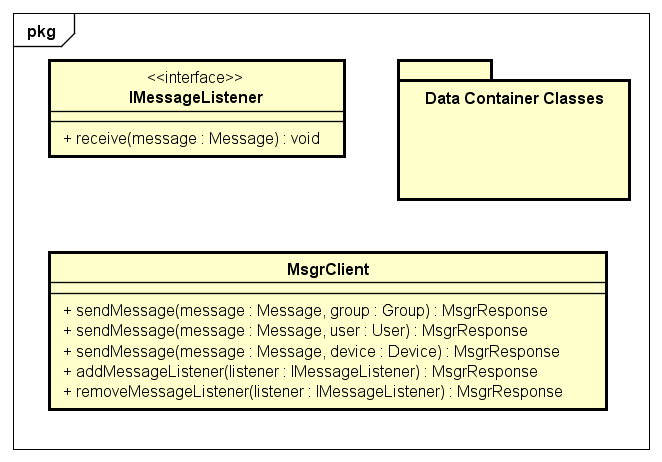 pkg
<<interface>>
IMessageListener
+ receive(message : Message) : void
Data Container Classes
MsgrClient
+ sendMessage(message : Message, group : Group) : MsgrResponse
+ sendMessage(message : Message, user : User) : MsgrResponse
+ sendMessage(message : Message, device : Device) : MsgrResponse
+ addMessageListener(listener : IMessageListener) : MsgrResponse
+ removeMessageListener(listener : IMessageListener) : MsgrResponse